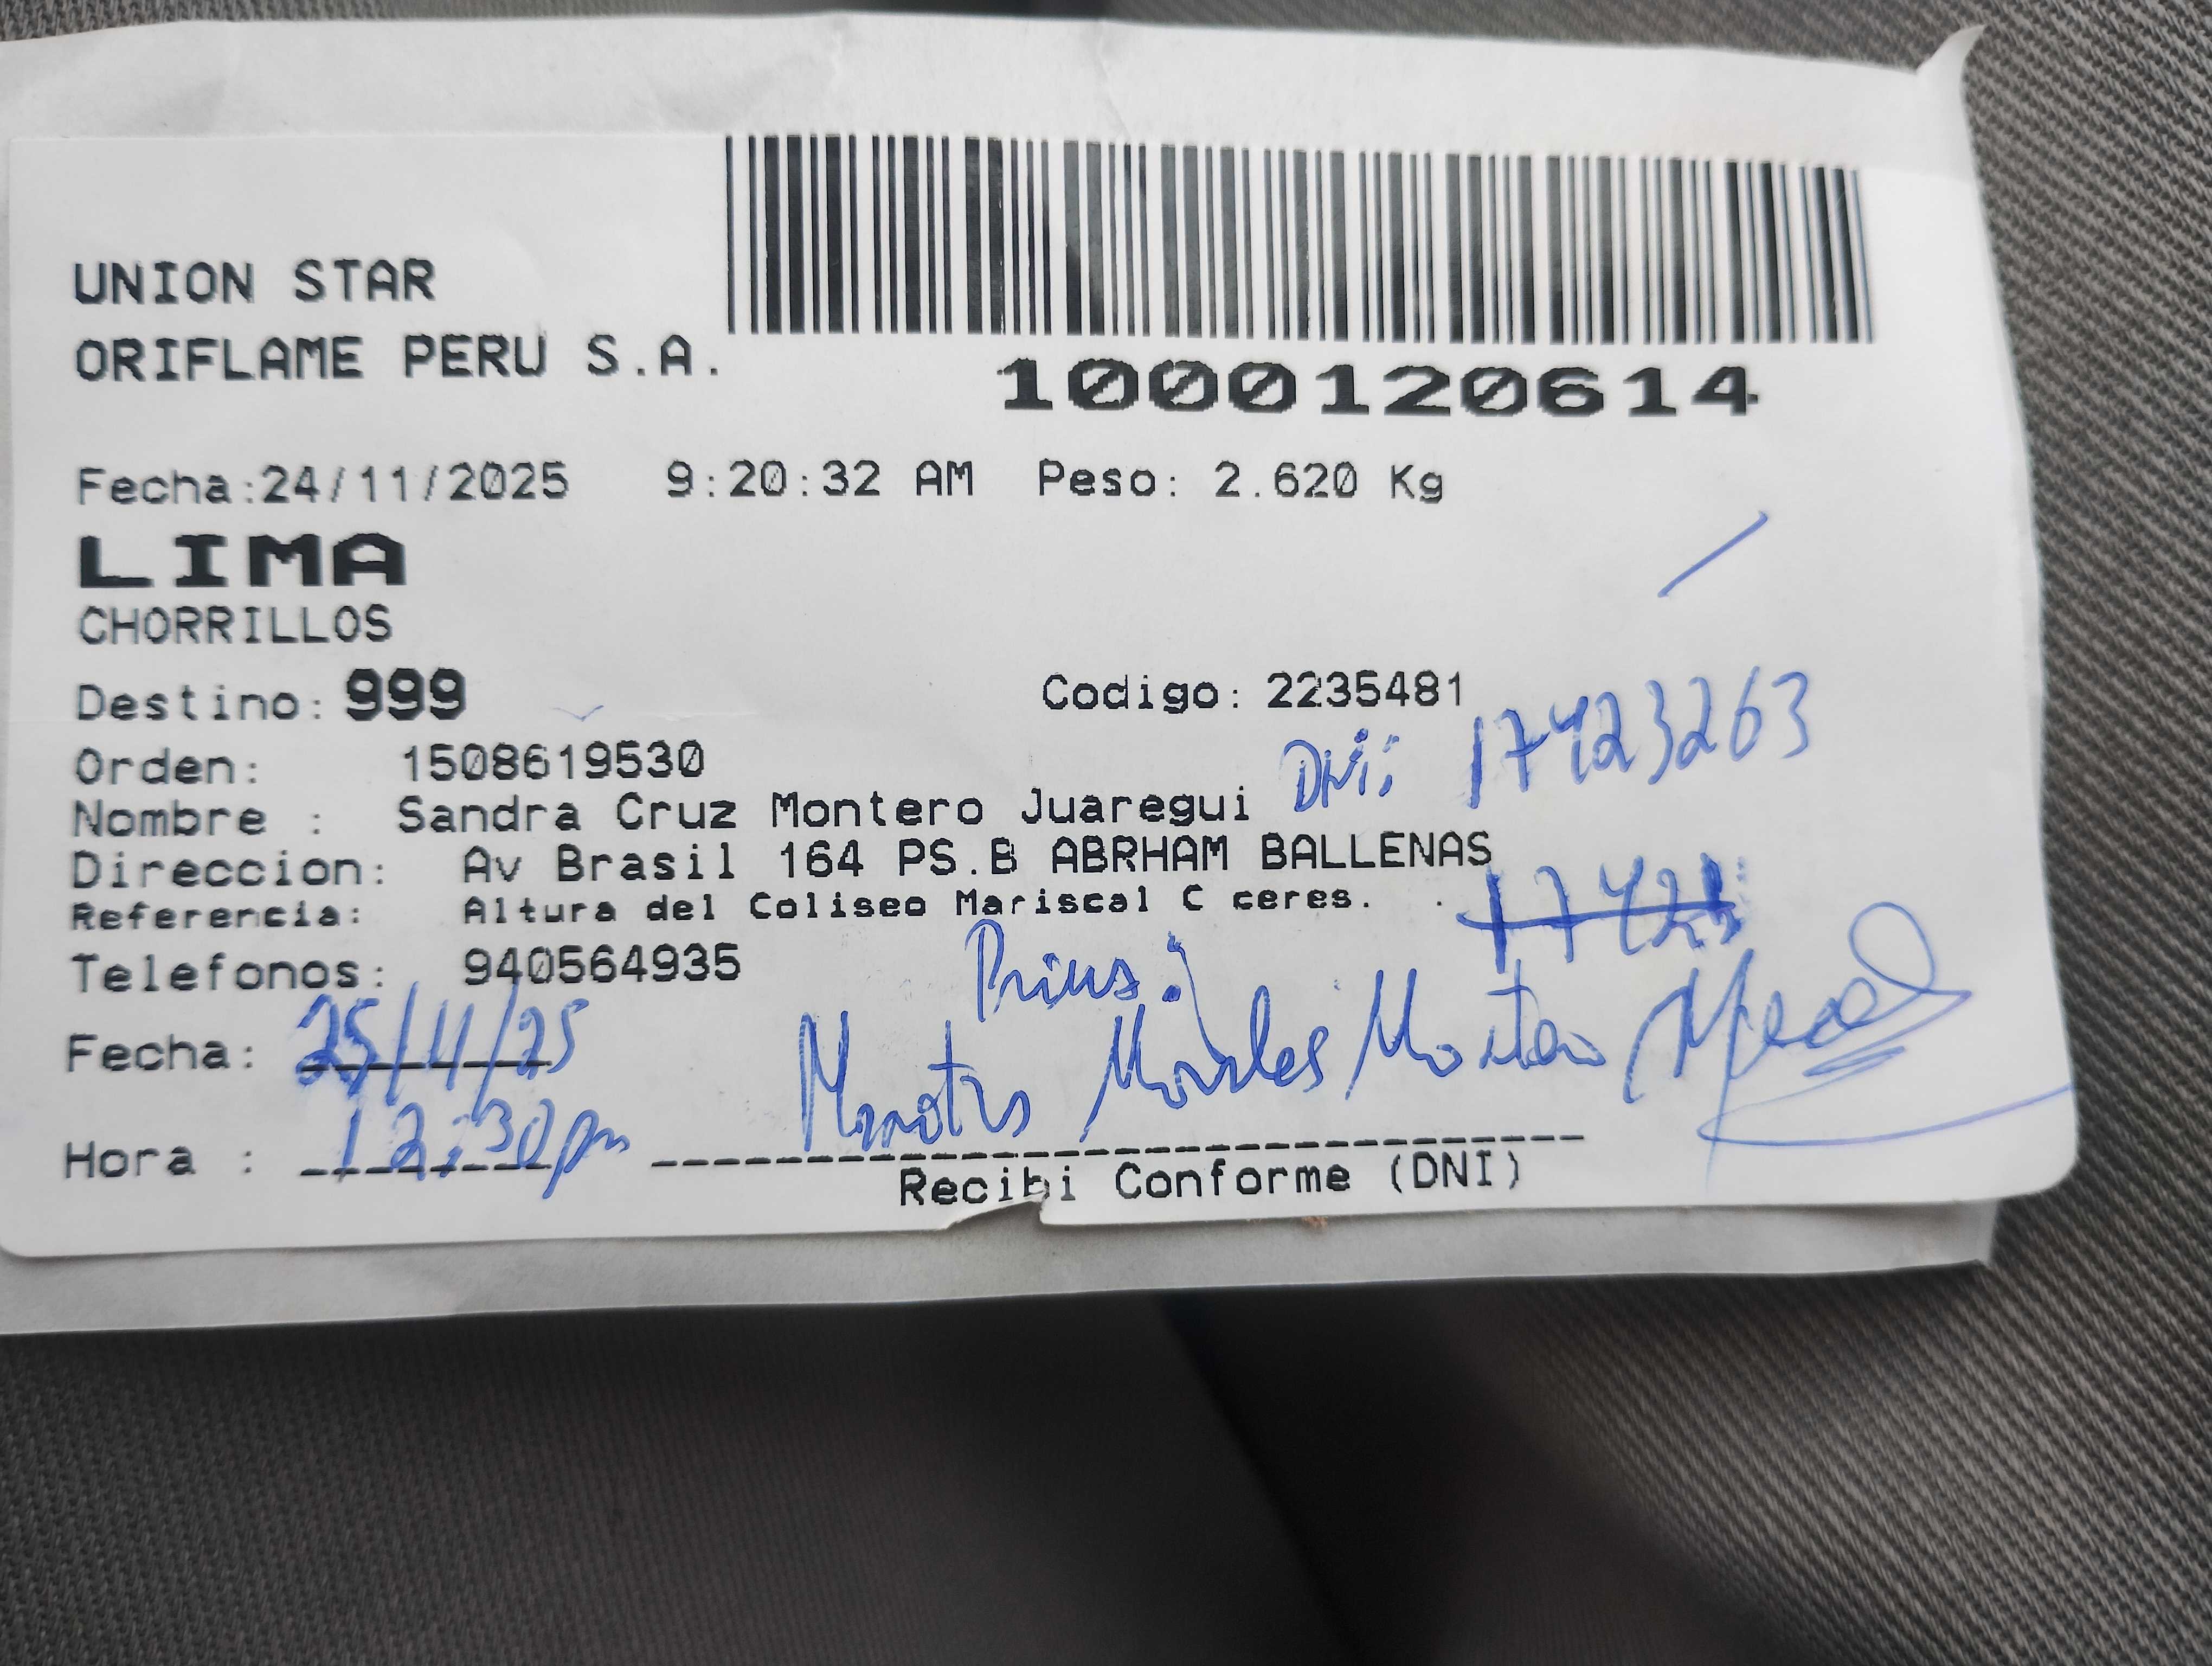 UNION STAR
ORIFLAME PERU S.A.
1000120614
Fecha:24/11/2025 9:20:32 AM Peso: 2.620 Kg
LIMA
CHORRILLOS
Destino: 999 Codigo: 2235481
Orden: 1508619530
DNI: 17423263
Nombre : Sandra Cruz Montero Juaregui
Direccion: Av Brasil 164 PS.B ABRHAM BALLENAS
Referencia: Altura del Coliseo Mariscal C ceres.
Telefonos: 940564935
Fecha: 25/11/25
Morales
Hora : 12:30pm
Recibi Conforme (DNI)